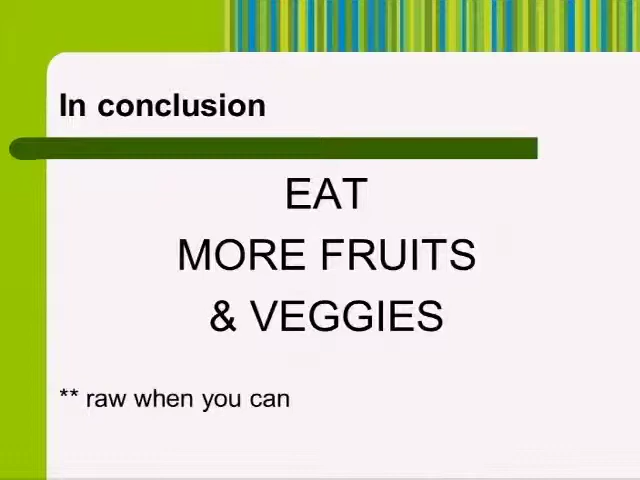 In conclusion
EAT
MORE FRUITS
& VEGGIES
** raw when you can